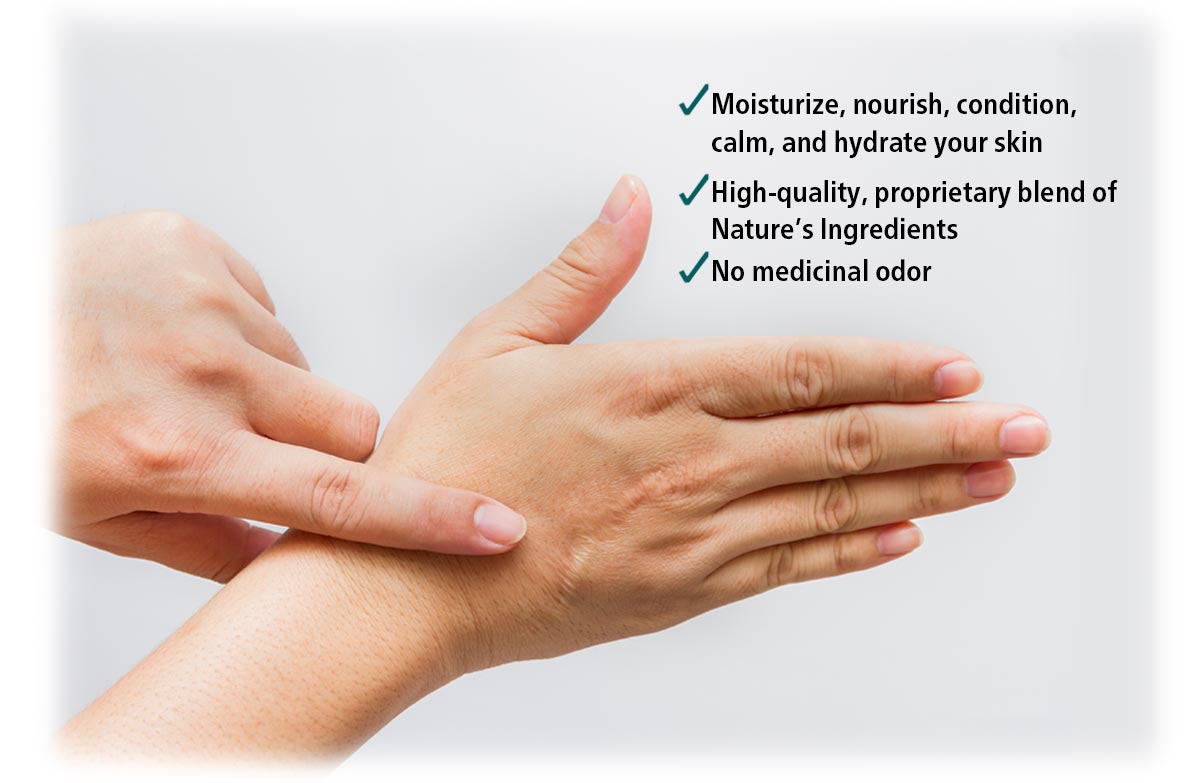 Moisturize, nourish, condition,
calm, and hydrate your skin
High-quality, proprietary blend of
Nature’s Ingredients
No medicinal odor